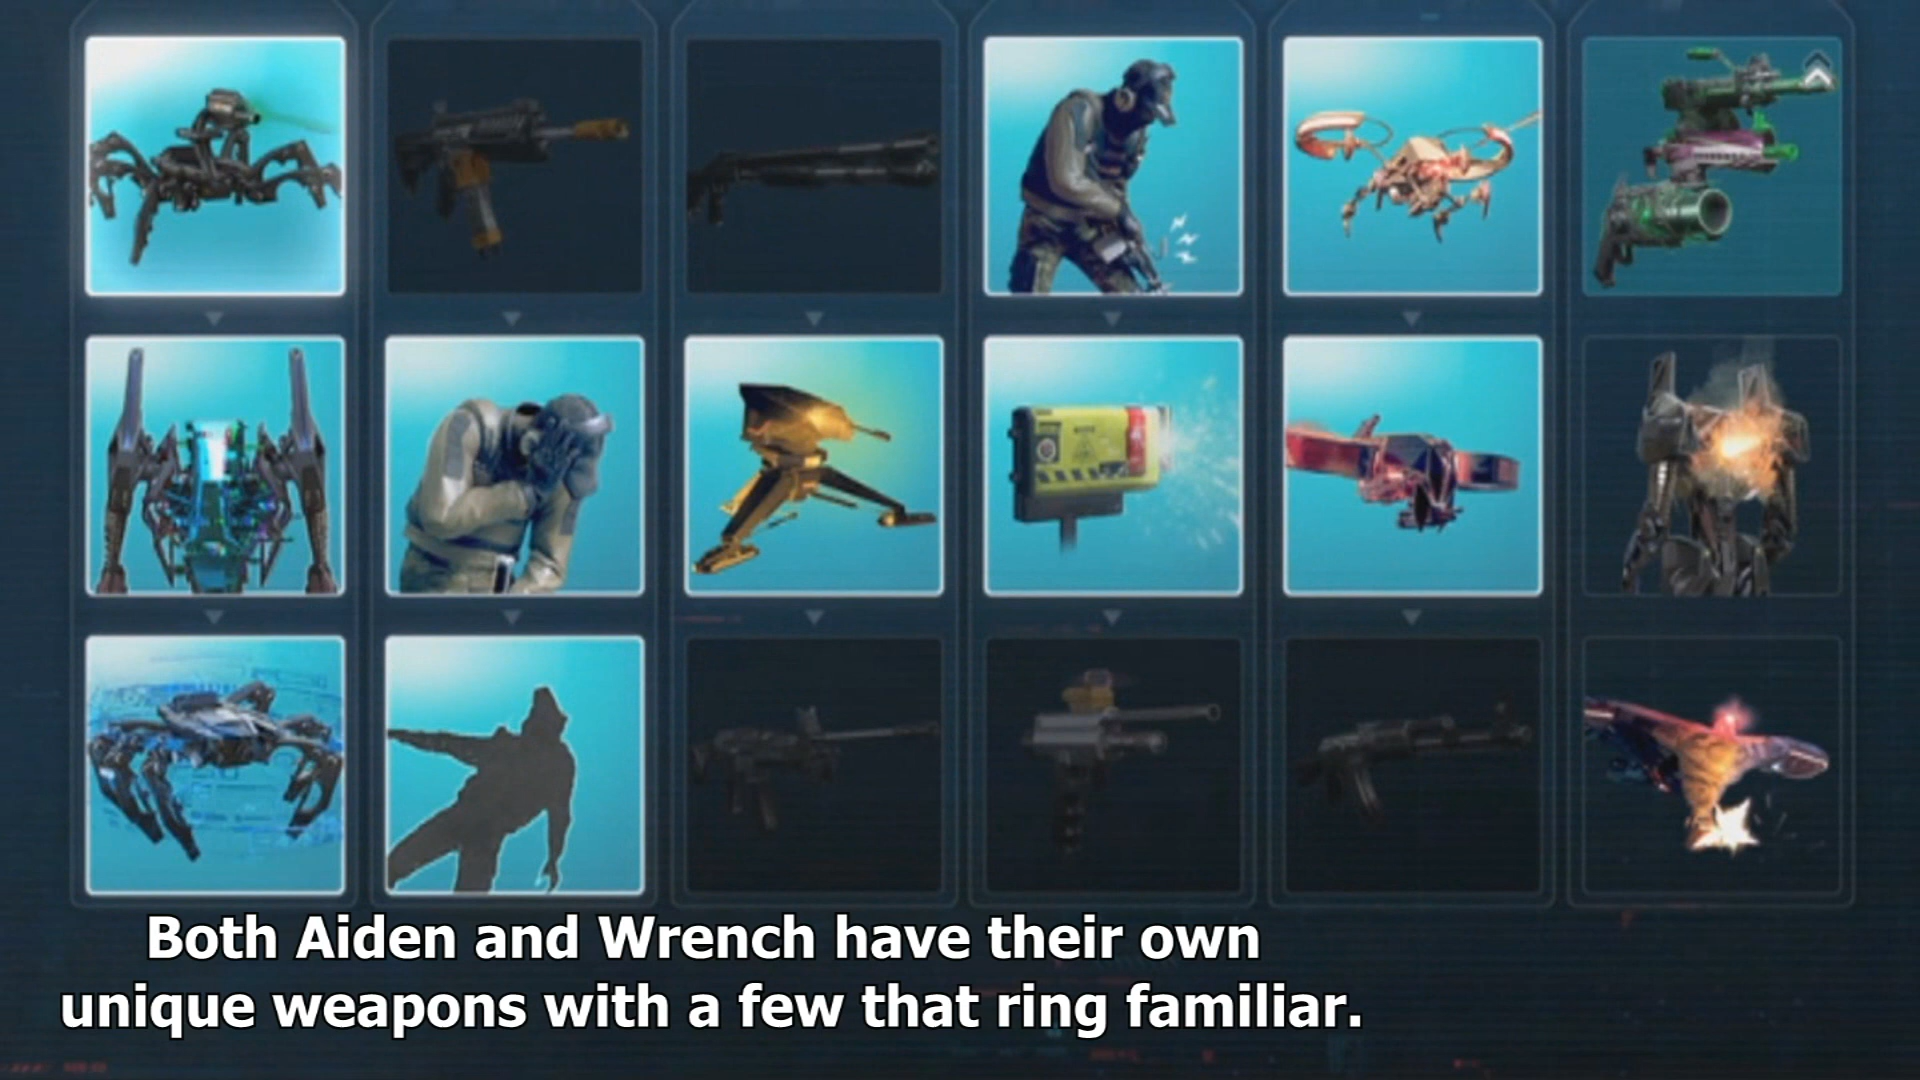 Both Aiden and Wrench have their own
unique weapons with a few that ring familiar.